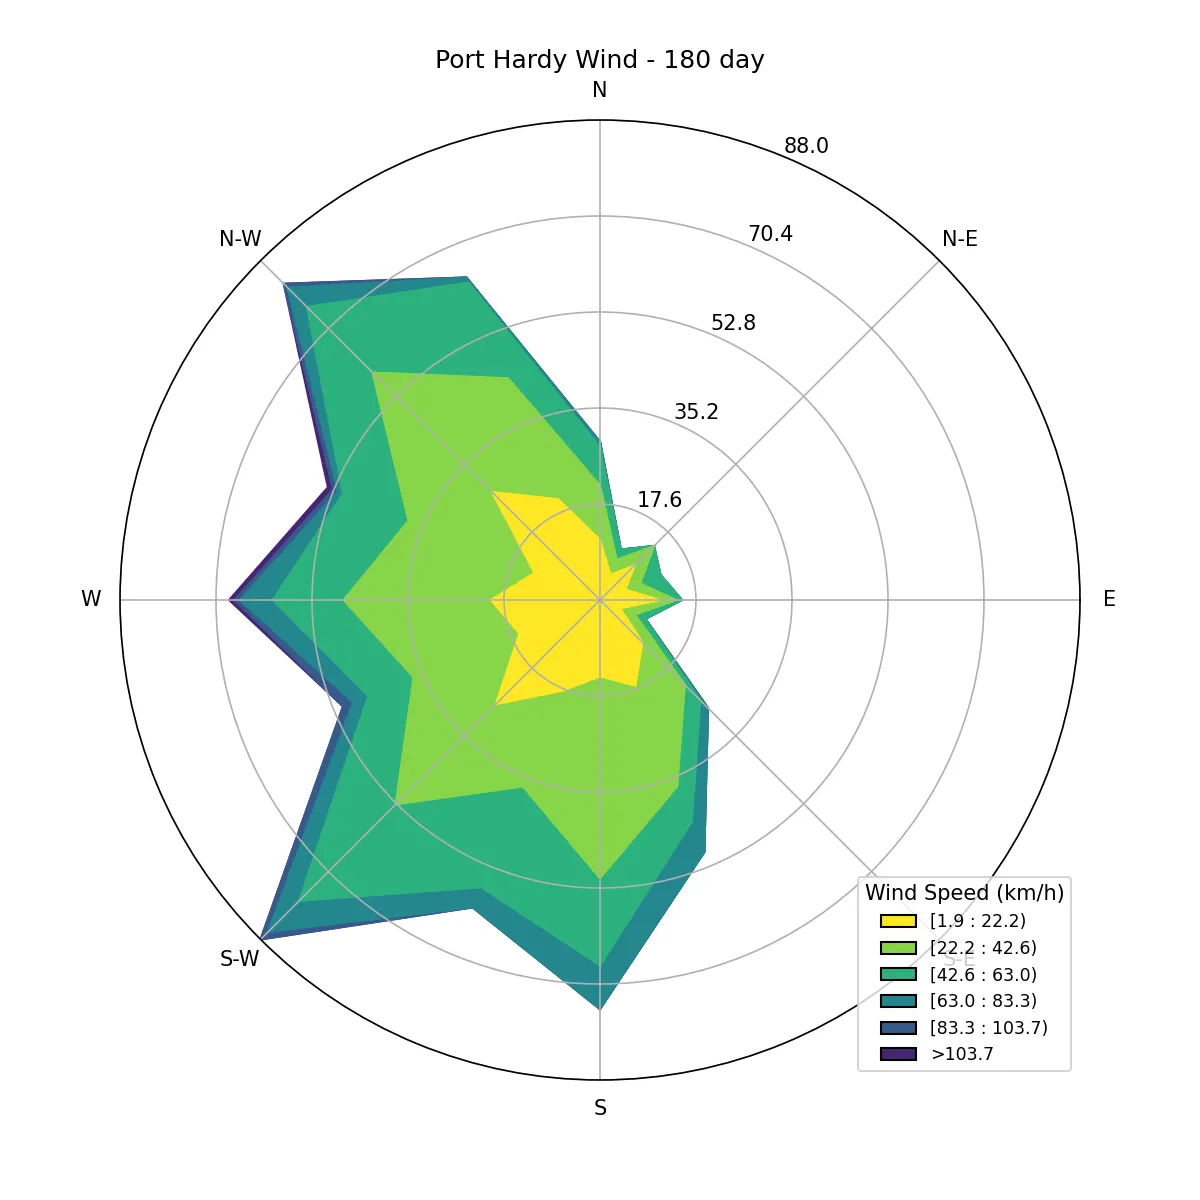 Port Hardy Wind - 180 day
N
88.0
N-W
70.4
N-E
52.8
35.2
17.6
W
E
Wind Speed (km/h)
[1.9 : 22.2)
[22.2 : 42.6)
S-W
S-E
[42.6 : 63.0)
[63.0 : 83.3)
[83.3 : 103.7)
>103.7
S